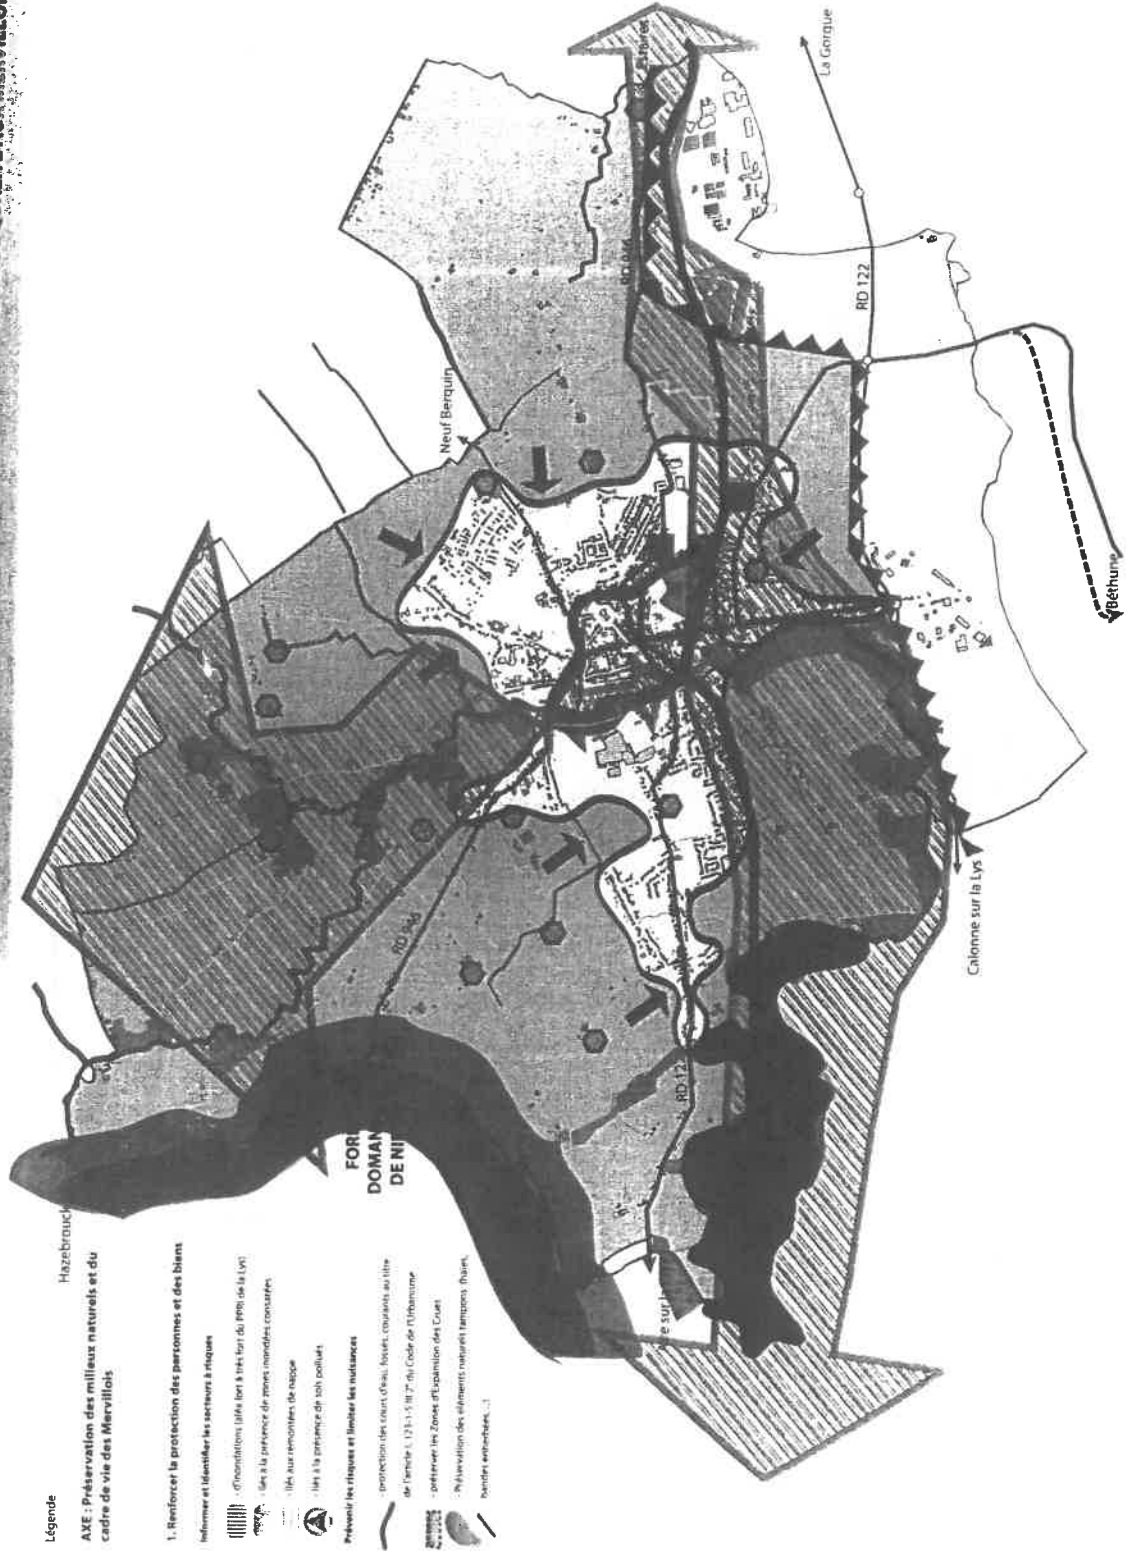 Légende
AXE : Préservation des milieux naturels et du
cadre de vie des Mervillois
1. Renforcer la protection des personnes et des biens
Informer et identifier les secteurs à risques
- d'inondations (aléa fort à très fort du PPRI de la Lys)
- liés à la présence de zones inondées constatées
- liés aux remontées de nappe
- liés à la présence de sols pollués
Prévenir les risques et limiter les nuisances
- protection des cours d'eau, fossés, courants au titre
de l'article L 123-1-5 III 2° du Code de l'Urbanisme
- préserver les Zones d'Expansion des Crues
- Préservation des éléments naturels tampons (haies,
bandes enherbées, ...)
Hazebrouck
FOR
DOMAN
DE NI
RD 946
RD 12
sur l
Neuf Berquin
RD 946
Estaires
La Gorgue
RD 122
Calonne sur la Lys
Béthune